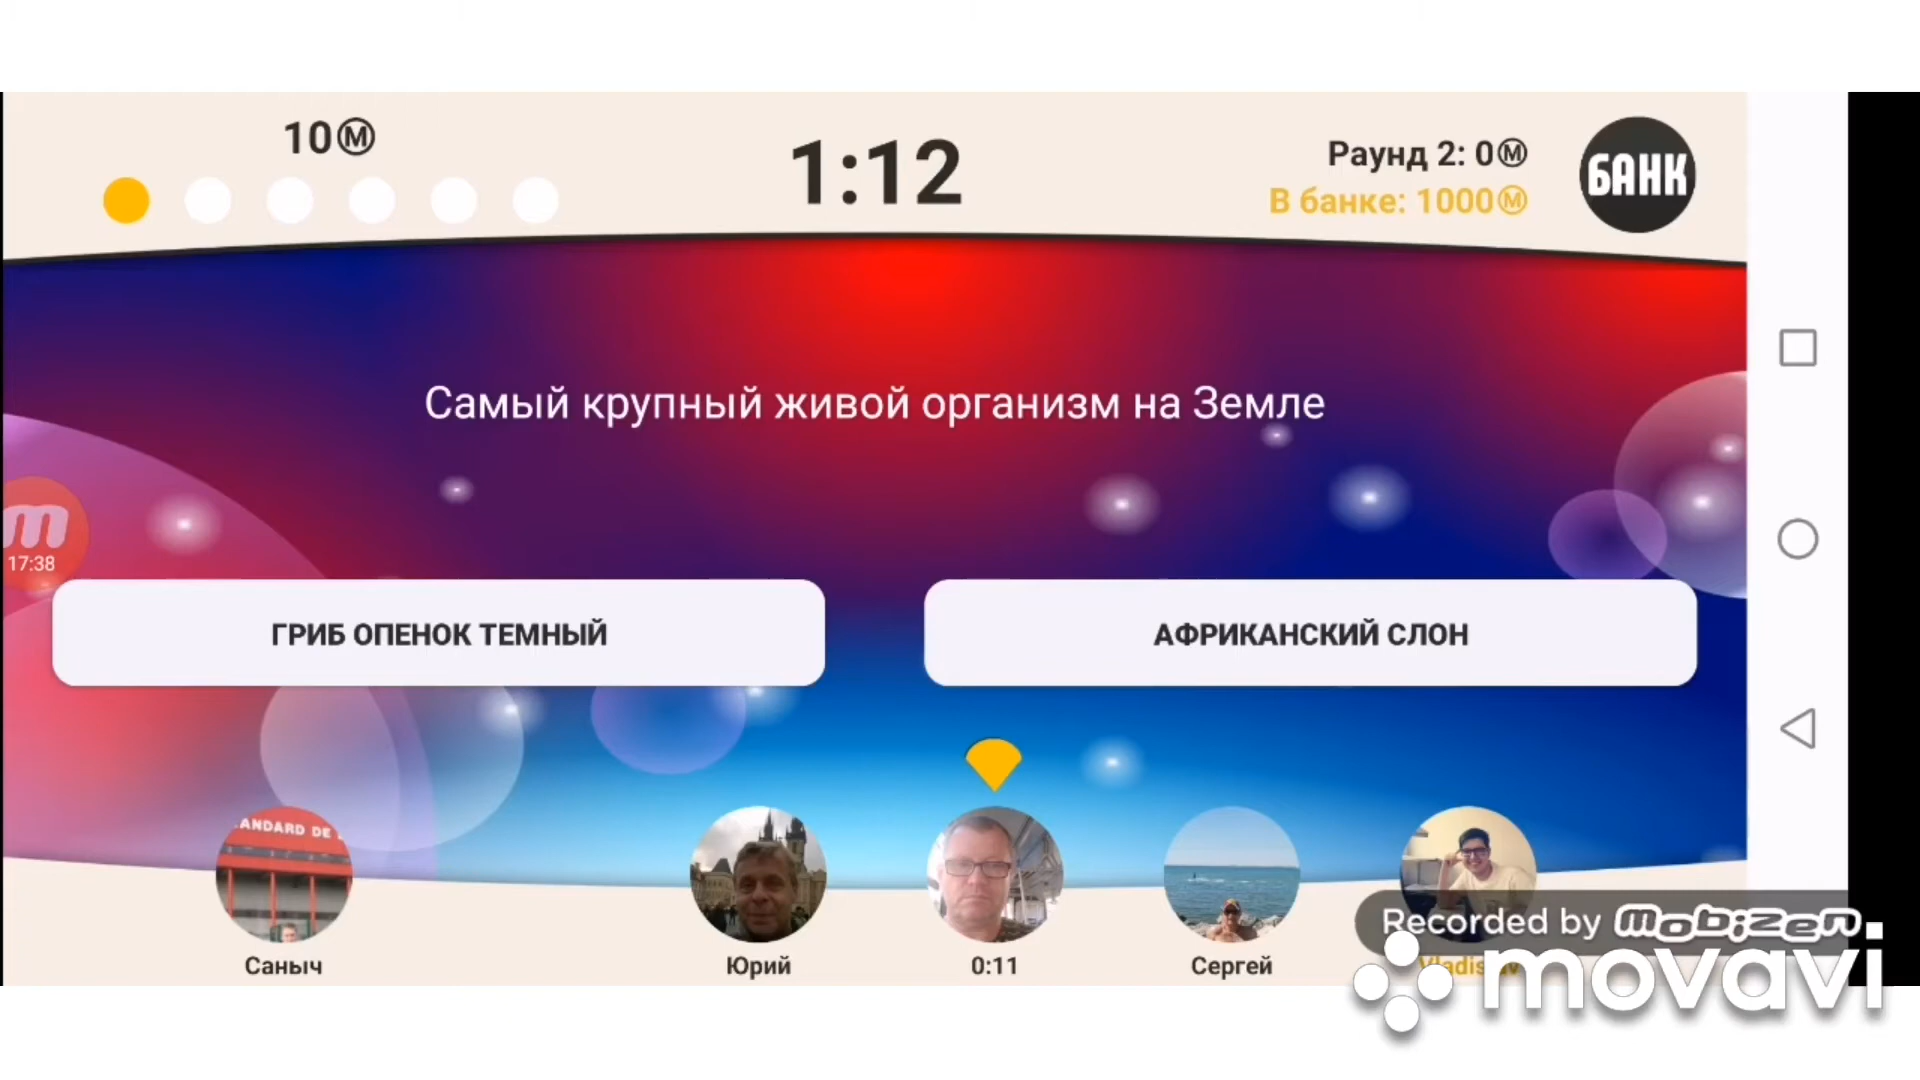 10Ⓜ
1:12
Раунд 2: 0Ⓜ
В банке: 1000Ⓜ
БАНК
Самый крупный живой организм на Земле
m
17:38
ГРИБ ОПЕНОК ТЕМНЫЙ
АФРИКАНСКИЙ СЛОН
ANDARD DE
Саныч
Юрий
0:11
Сергей
Vladislav
Recorded by mobizen
movavi